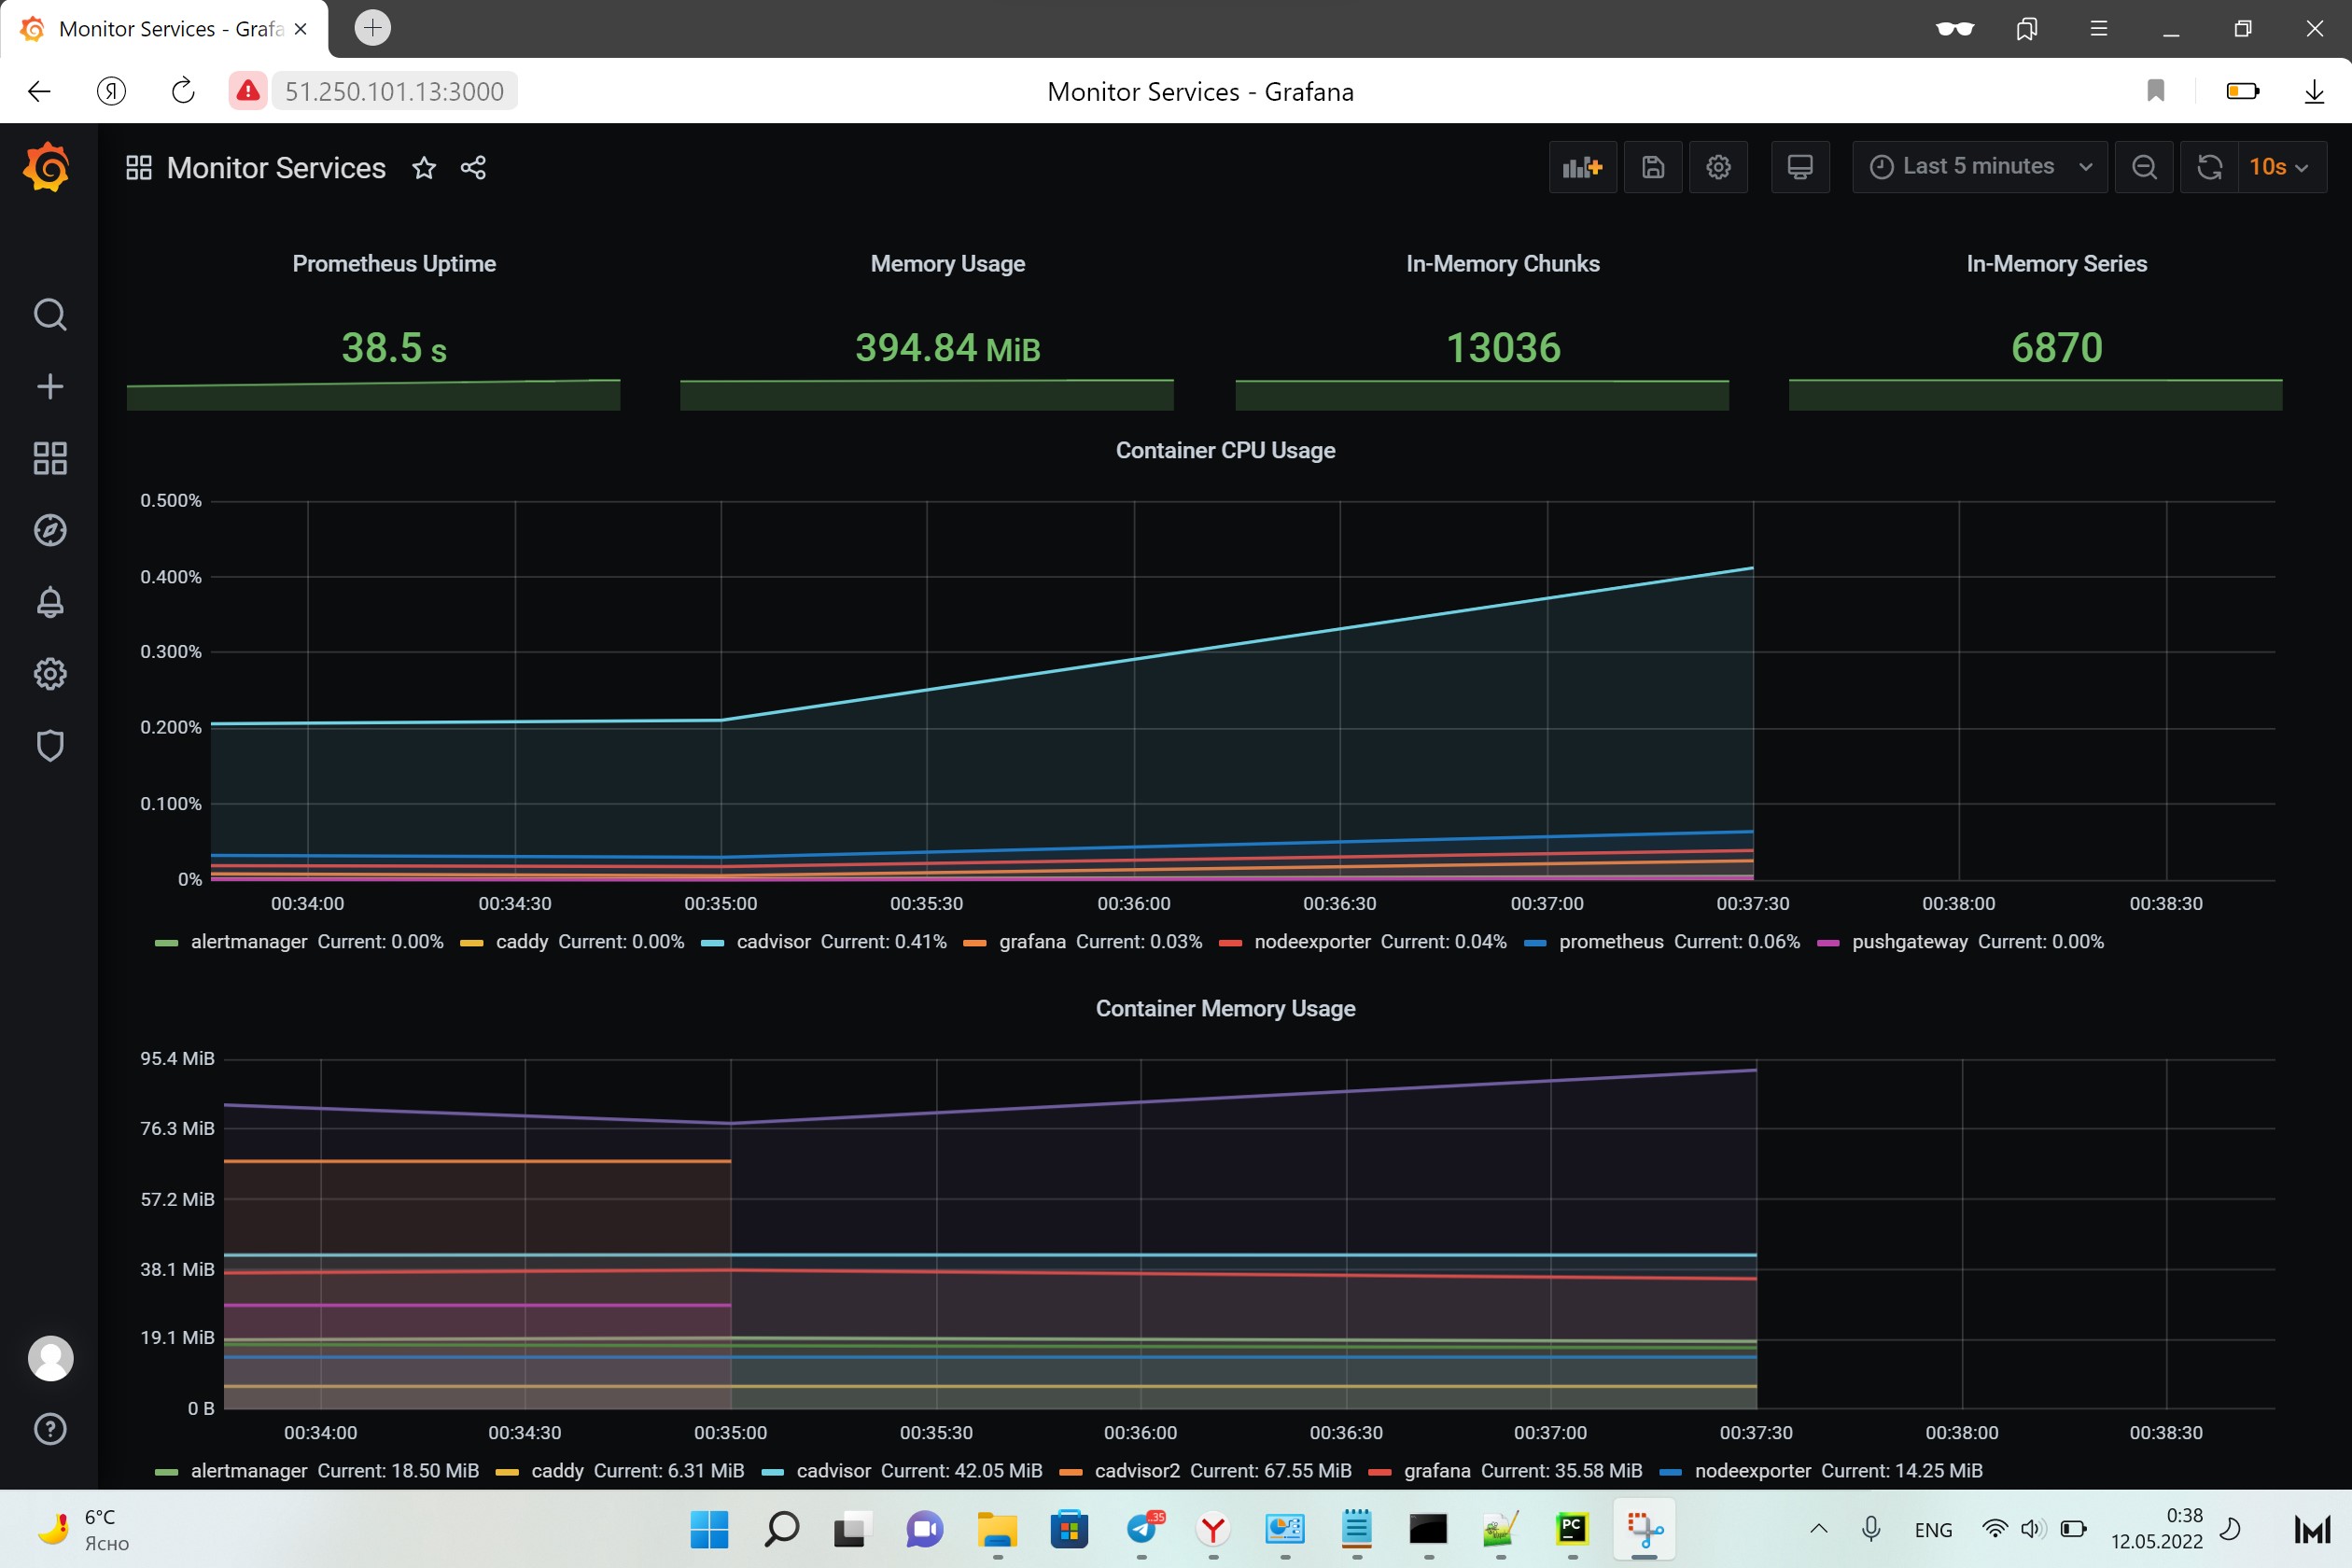 Monitor Services - Grafa
51.250.101.13:3000
Monitor Services - Grafana
Monitor Services
Last 5 minutes
10s
Prometheus Uptime
Memory Usage
In-Memory Chunks
In-Memory Series
38.5 s
394.84 MiB
13036
6870
Container CPU Usage
0.500%
0.400%
0.300%
0.200%
0.100%
0%
00:34:00 00:34:30 00:35:00 00:35:30 00:36:00 00:36:30 00:37:00 00:37:30 00:38:00 00:38:30
alertmanager Current: 0.00% caddy Current: 0.00% cadvisor Current: 0.41% grafana Current: 0.03% nodeexporter Current: 0.04% prometheus Current: 0.06% pushgateway Current: 0.00%
Container Memory Usage
95.4 MiB
76.3 MiB
57.2 MiB
38.1 MiB
19.1 MiB
0 B
00:34:00 00:34:30 00:35:00 00:35:30 00:36:00 00:36:30 00:37:00 00:37:30 00:38:00 00:38:30
alertmanager Current: 18.50 MiB caddy Current: 6.31 MiB cadvisor Current: 42.05 MiB cadvisor2 Current: 67.55 MiB grafana Current: 35.58 MiB nodeexporter Current: 14.25 MiB
6°C
Ясно
PC
ENG
0:38
12.05.2022